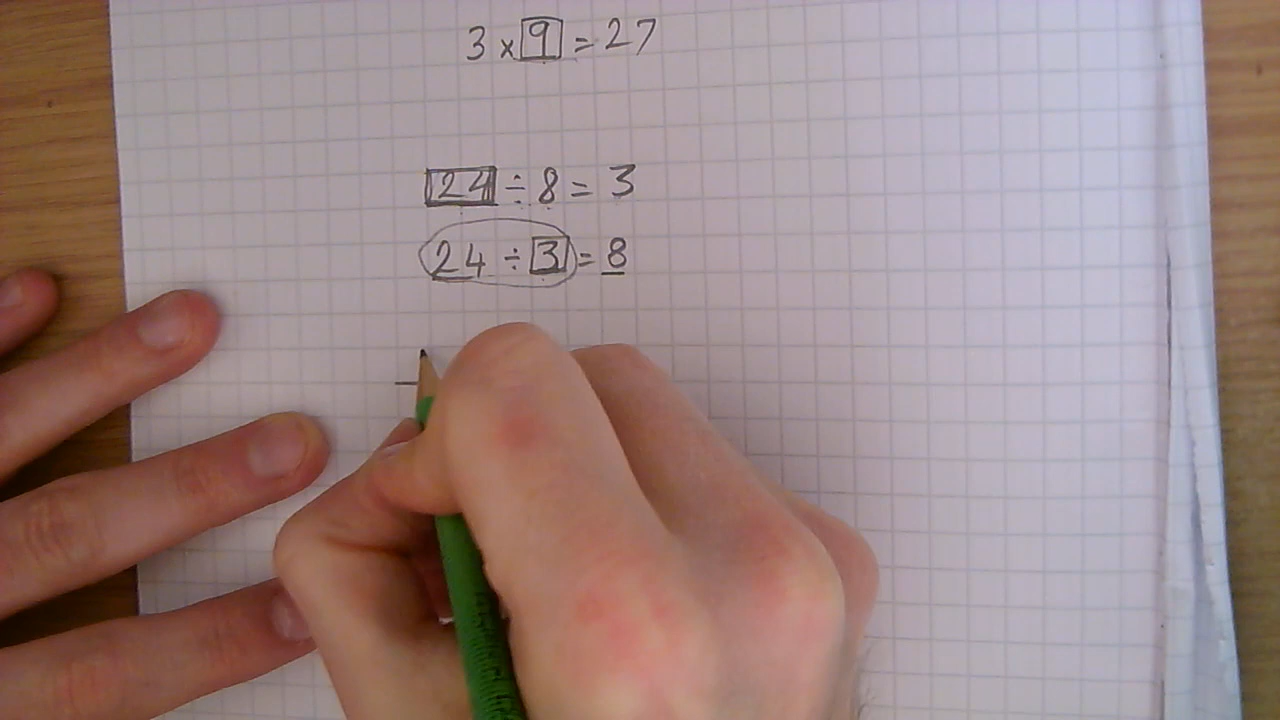 3 × 9 = 27
24 ÷ 8 = 3
24 ÷ 3 = 8